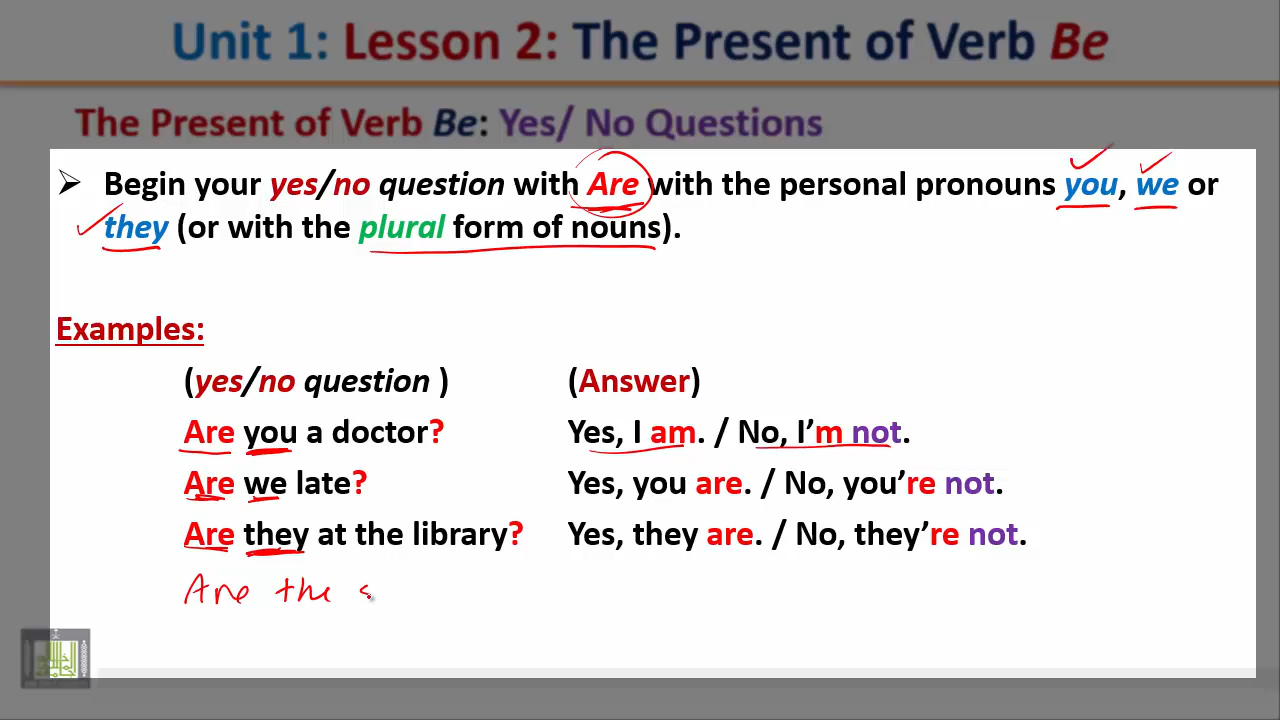 Unit 1: Lesson 2: The Present of Verb Be
The Present of Verb Be: Yes/ No Questions
➢ Begin your yes/no question with Are with the personal pronouns you, we or
they (or with the plural form of nouns).
Examples:
(yes/no question ) (Answer)
Are you a doctor? Yes, I am. / No, I’m not.
Are we late? Yes, you are. / No, you’re not.
Are they at the library? Yes, they are. / No, they’re not.
Are the s